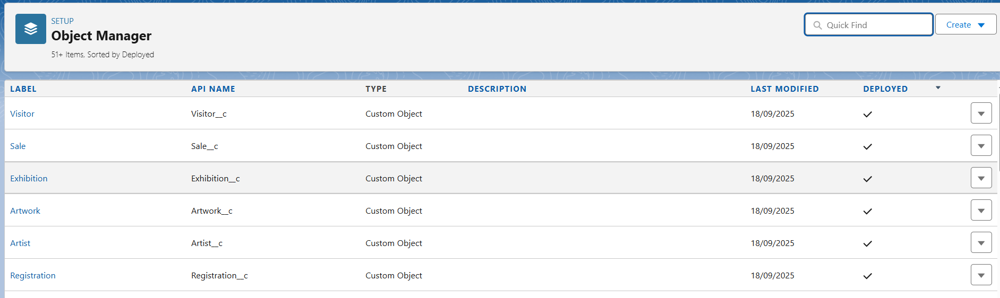 SETUP
Object Manager
51+ Items, Sorted by Deployed
Quick Find
Create
LABEL API NAME TYPE DESCRIPTION LAST MODIFIED DEPLOYED
Visitor Visitor__c Custom Object 18/09/2025
Sale Sale__c Custom Object 18/09/2025
Exhibition Exhibition__c Custom Object 18/09/2025
Artwork Artwork__c Custom Object 18/09/2025
Artist Artist__c Custom Object 18/09/2025
Registration Registration__c Custom Object 18/09/2025